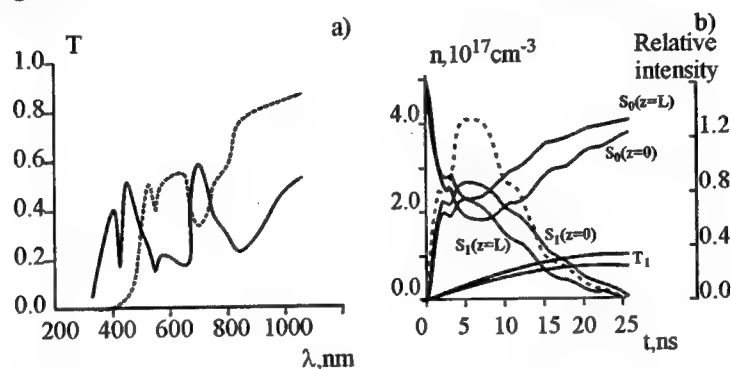 a)
T
1.0
0.8
0.6
0.4
0.2
0.0
200 400 600 800 1000
λ,nm
b)
n,10¹⁷cm⁻³
Relative
intensity
4.0
2.0
0.0
S₀(z=L)
S₀(z=0)
S₁(z=L)
S₁(z=0)
T₁
1.2
0.8
0.4
0.0
0 5 10 15 20 25
t,ns